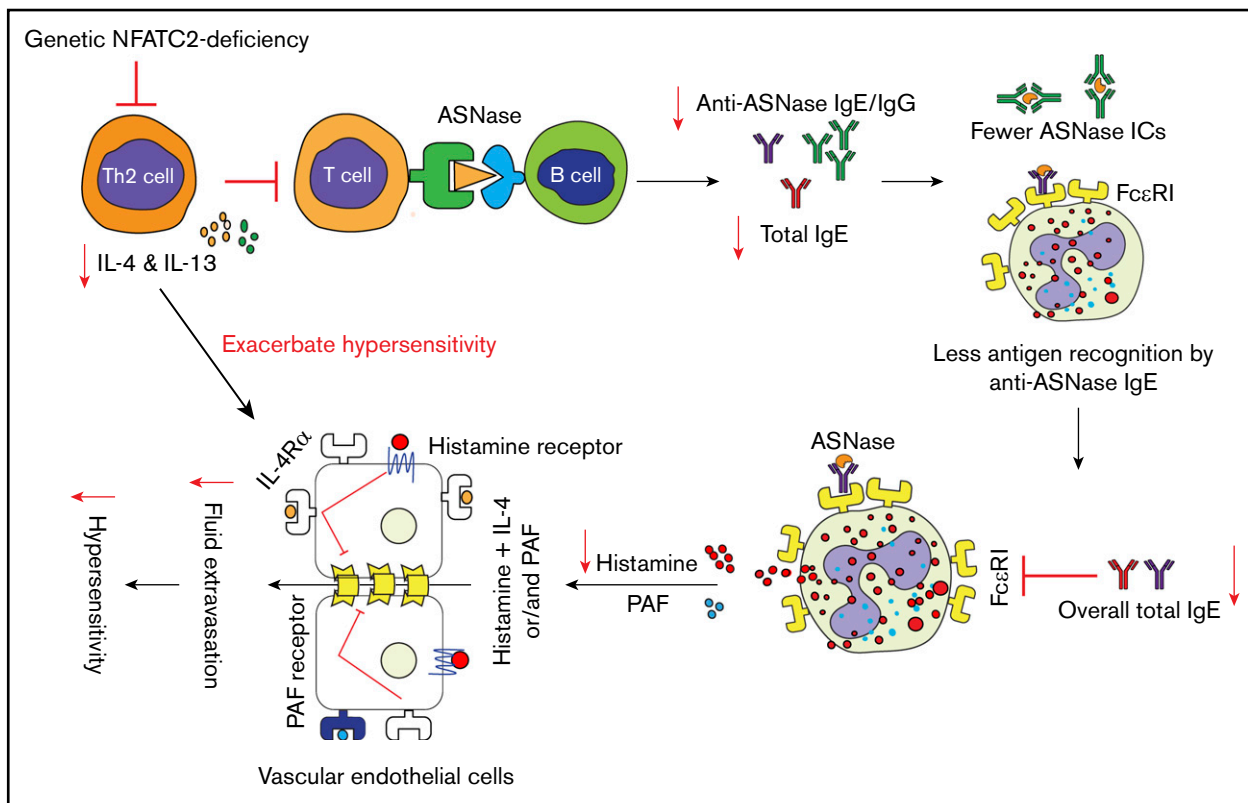 Genetic NFATC2-deficiency
Th2 cell
T cell
ASNase
B cell
IL-4 & IL-13
Anti-ASNase IgE/IgG
Total IgE
Fewer ASNase ICs
FcεRI
Less antigen recognition by
anti-ASNase IgE
Exacerbate hypersensitivity
IL-4Rα
Histamine receptor
Histamine + IL-4
or/and PAF
PAF receptor
Vascular endothelial cells
Fluid extravasation
Hypersensitivity
Histamine
PAF
ASNase
FcεRI
Overall total IgE